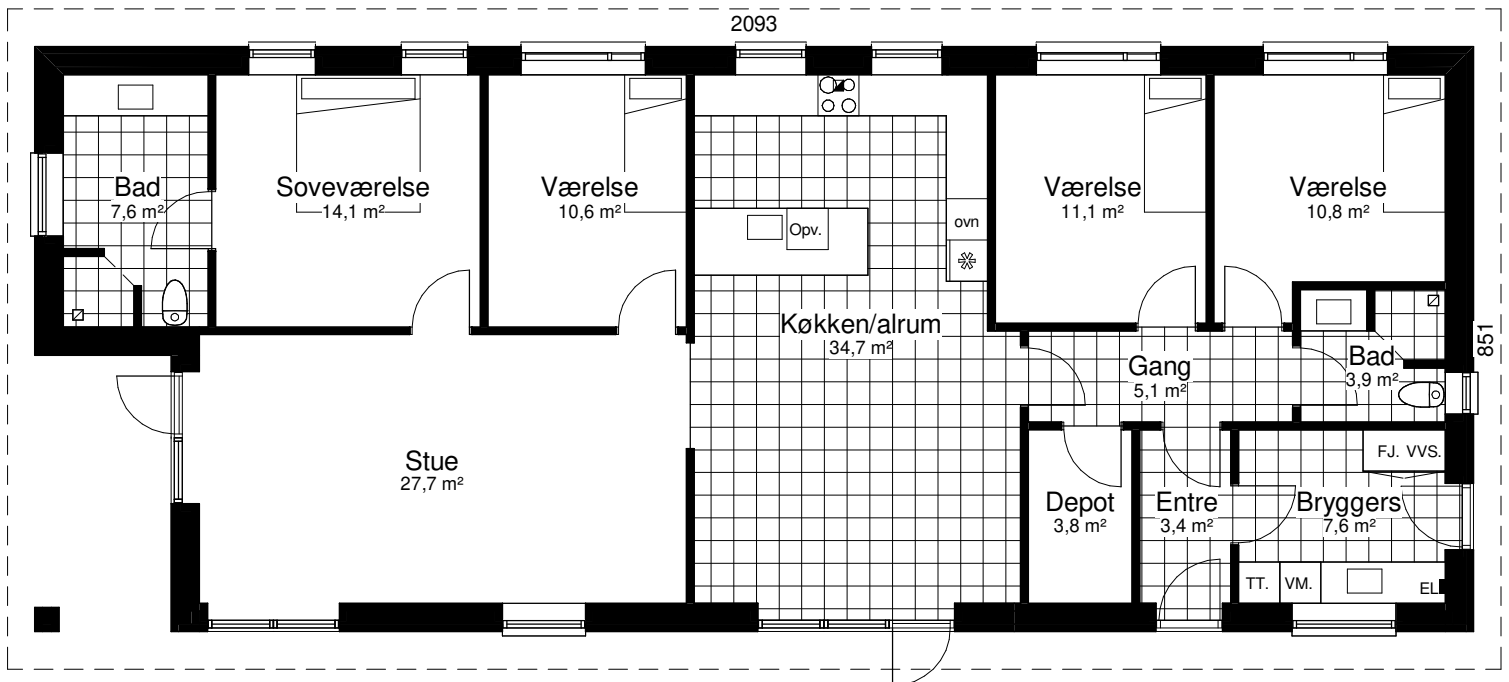 2093
Bad
7,6 m²
Soveværelse
14,1 m²
Værelse
10,6 m²
Opv.
ovn
Værelse
11,1 m²
Værelse
10,8 m²
Køkken/alrum
34,7 m²
Gang
5,1 m²
Bad
3,9 m²
851
Stue
27,7 m²
Depot
3,8 m²
Entre
3,4 m²
FJ. VVS.
Bryggers
7,6 m²
TT.
VM.
EL